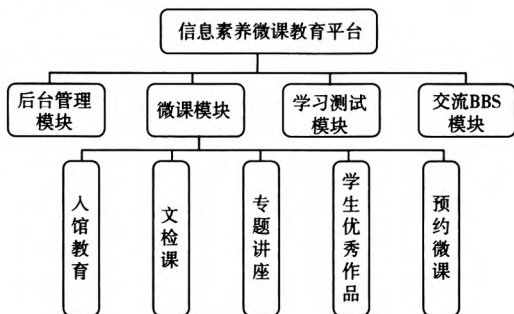 信息素养微课教育平台
后台管理
模块
微课模块
学习测试
模块
交流BBS
模块
入馆教育
文检课
专题讲座
学生优秀作品
预约微课